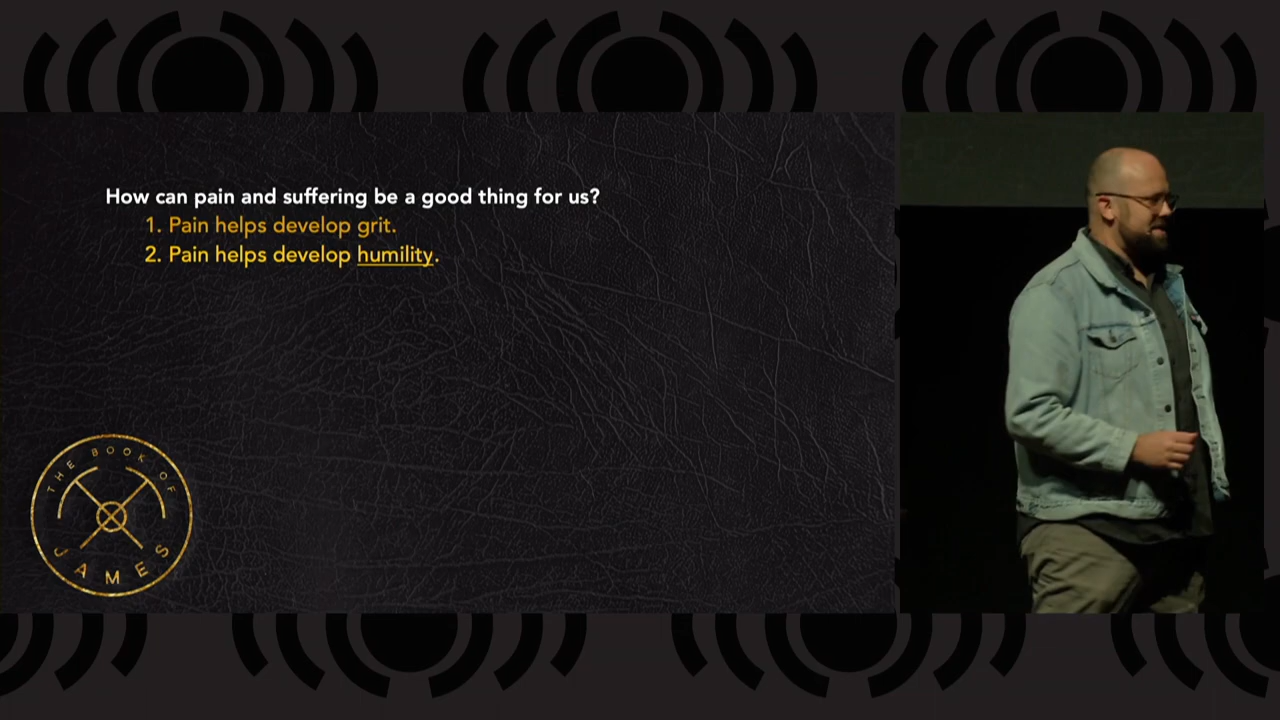 How can pain and suffering be a good thing for us?
1. Pain helps develop grit.
2. Pain helps develop humility.
THE BOOK OF
JAMES